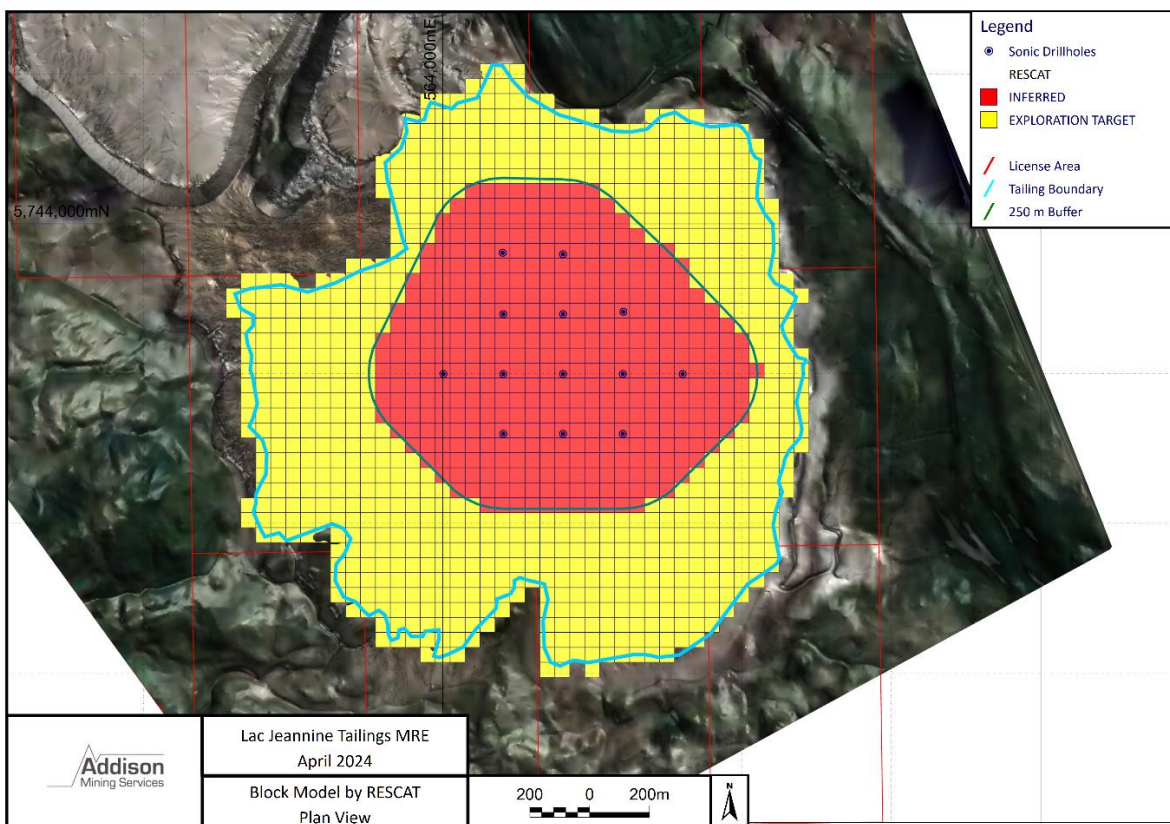 564,000mE
5,744,000mN
Legend
Sonic Drillholes
RESCAT
INFERRED
EXPLORATION TARGET
License Area
Tailing Boundary
250 m Buffer
Addison
Mining Services
Lac Jeannine Tailings MRE
April 2024
Block Model by RESCAT
Plan View
200 0 200m
N